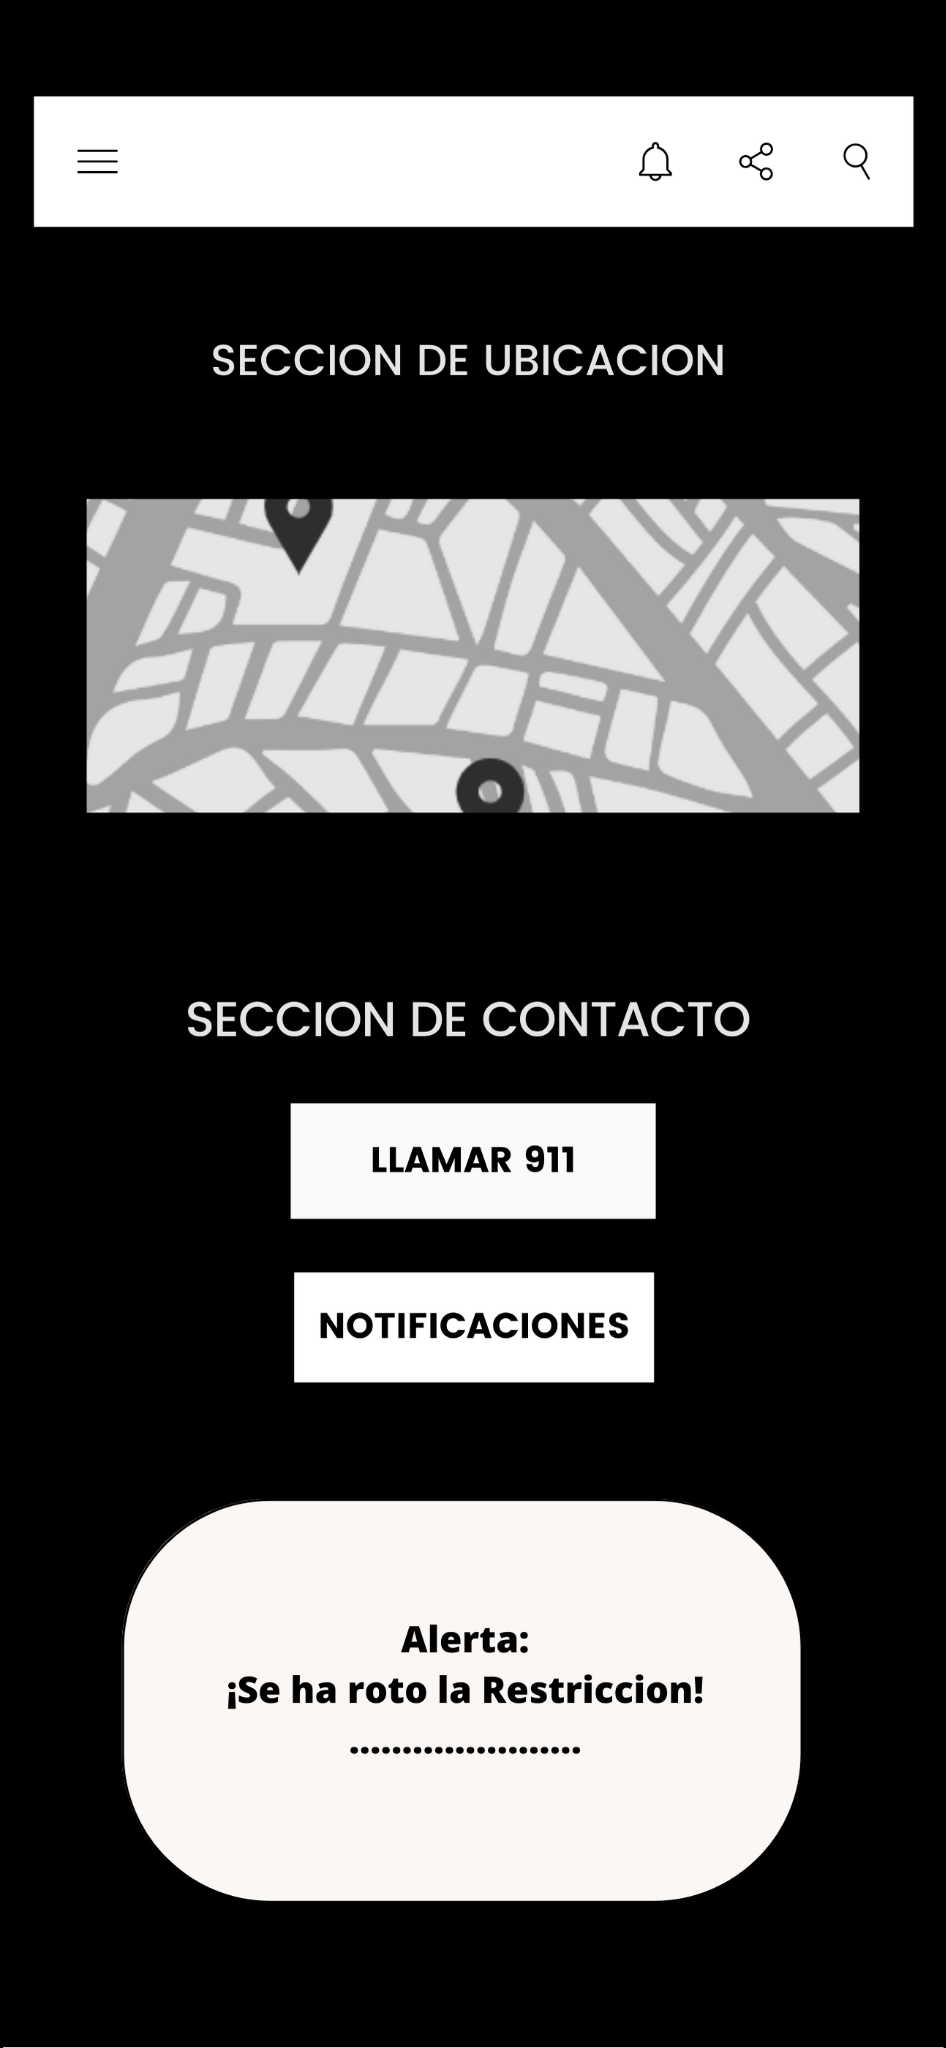 SECCION DE UBICACION
SECCION DE CONTACTO
LLAMAR 911
NOTIFICACIONES
Alerta:
¡Se ha roto la Restriccion!
......................